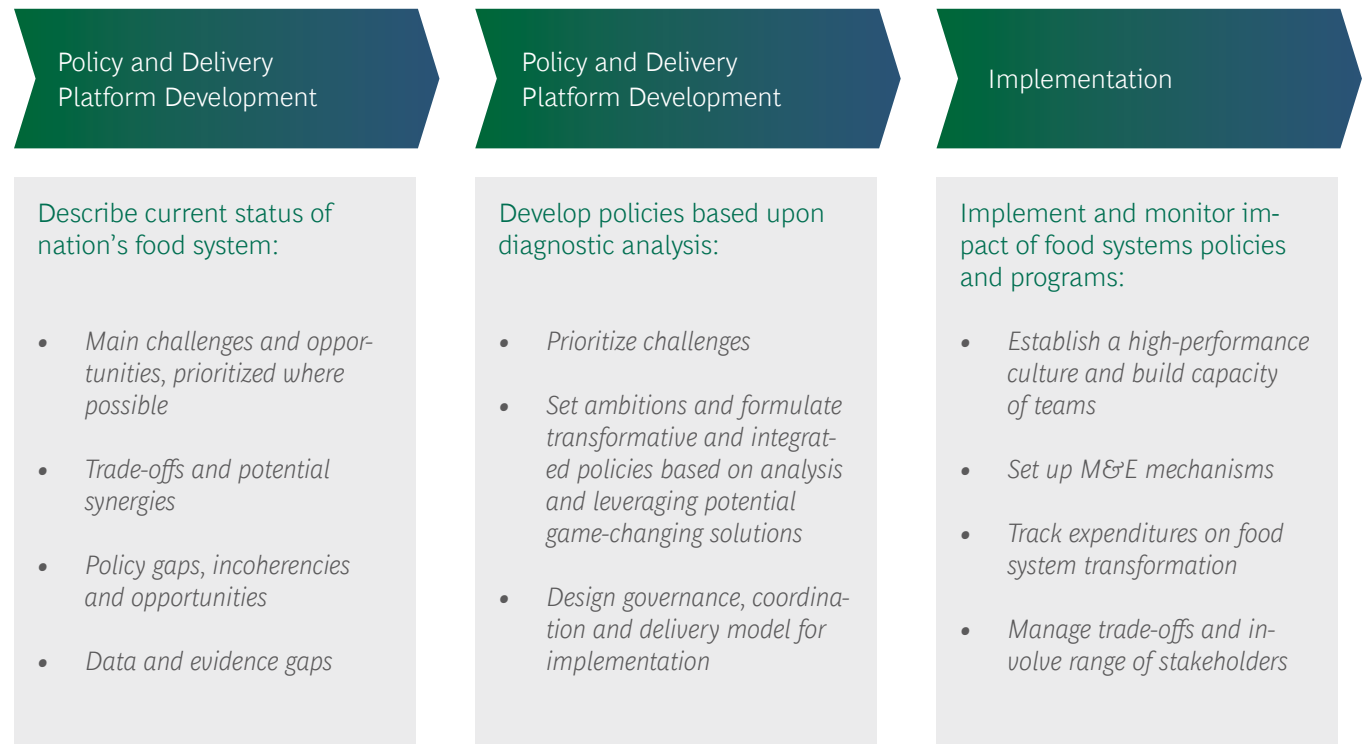 Policy and Delivery
Platform Development
Describe current status of
nation’s food system:
• Main challenges and oppor-
tunities, prioritized where
possible
• Trade-offs and potential
synergies
• Policy gaps, incoherencies
and opportunities
• Data and evidence gaps
Policy and Delivery
Platform Development
Develop policies based upon
diagnostic analysis:
• Prioritize challenges
• Set ambitions and formulate
transformative and integrat-
ed policies based on analysis
and leveraging potential
game-changing solutions
• Design governance, coordina-
tion and delivery model for
implementation
Implementation
Implement and monitor im-
pact of food systems policies
and programs:
• Establish a high-performance
culture and build capacity
of teams
• Set up M&E mechanisms
• Track expenditures on food
system transformation
• Manage trade-offs and in-
volve range of stakeholders